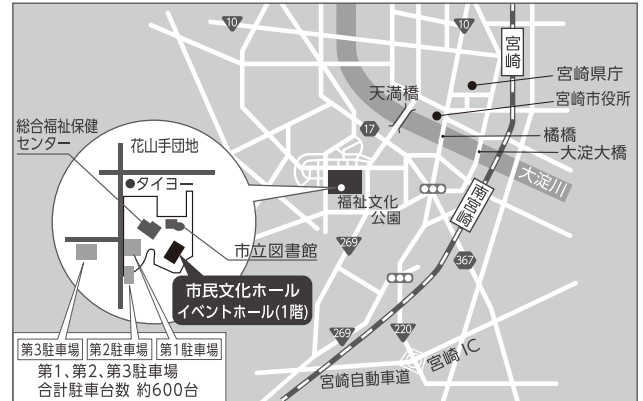 10
269
10
宮崎
宮崎県庁
宮崎市役所
天満橋
17
橘橋
大淀大橋
大淀川
総合福祉保健
センター
花山手団地
●タイヨー
市立図書館
福祉文化
公園
南宮崎
市民文化ホール
イベントホール(1階)
269
367
第3駐車場
第2駐車場
第1駐車場
第1、第2、第3駐車場
合計駐車台数 約600台
269
220
宮崎IC
宮崎自動車道